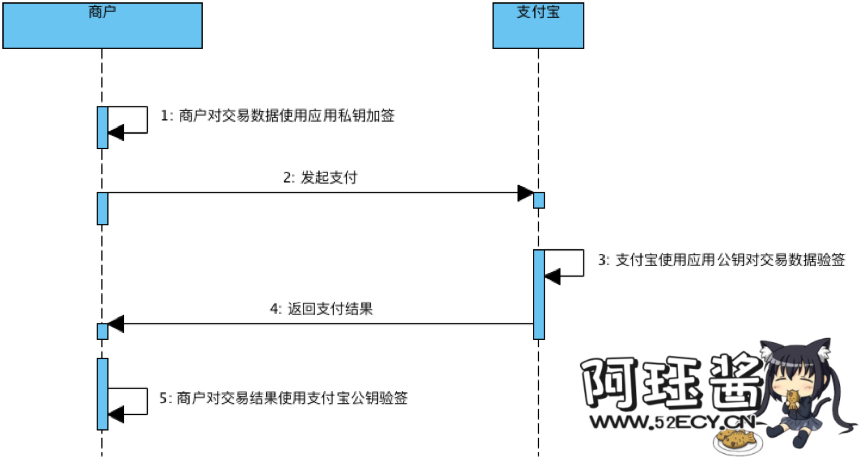 商户
支付宝
1: 商户对交易数据使用应用私钥加签
2: 发起支付
3: 支付宝使用应用公钥对交易数据验签
4: 返回支付结果
5: 商户对交易结果使用支付宝公钥验签
阿珏酱
WWW.52ECY.CN